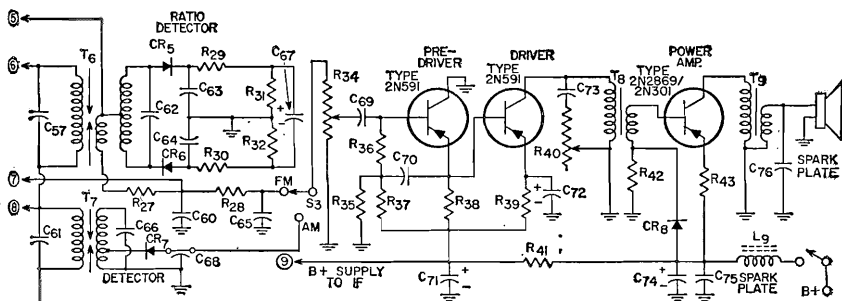 RATIO
DETECTOR
PRE-
DRIVER
DRIVER
POWER
AMP.
TYPE
2N591
TYPE
2N591
TYPE
2N2869/
2N301
5
T6
CR5
R29
C67
R34
T8
T9
6
C63
R31
C69
C73
C57
C62
C64
R32
R36
R40
R42
R43
C76
SPARK
PLATE
CR6
R30
C70
7
R27
R28
FM
S3
R35
R37
R38
R39
C72
CR8
T7
C60
C65
AM
8
C61
C66
CR7
L9
DETECTOR
C68
9
R41
B+ SUPPLY
TO IF
C71
C74
C75
SPARK
PLATE
B+